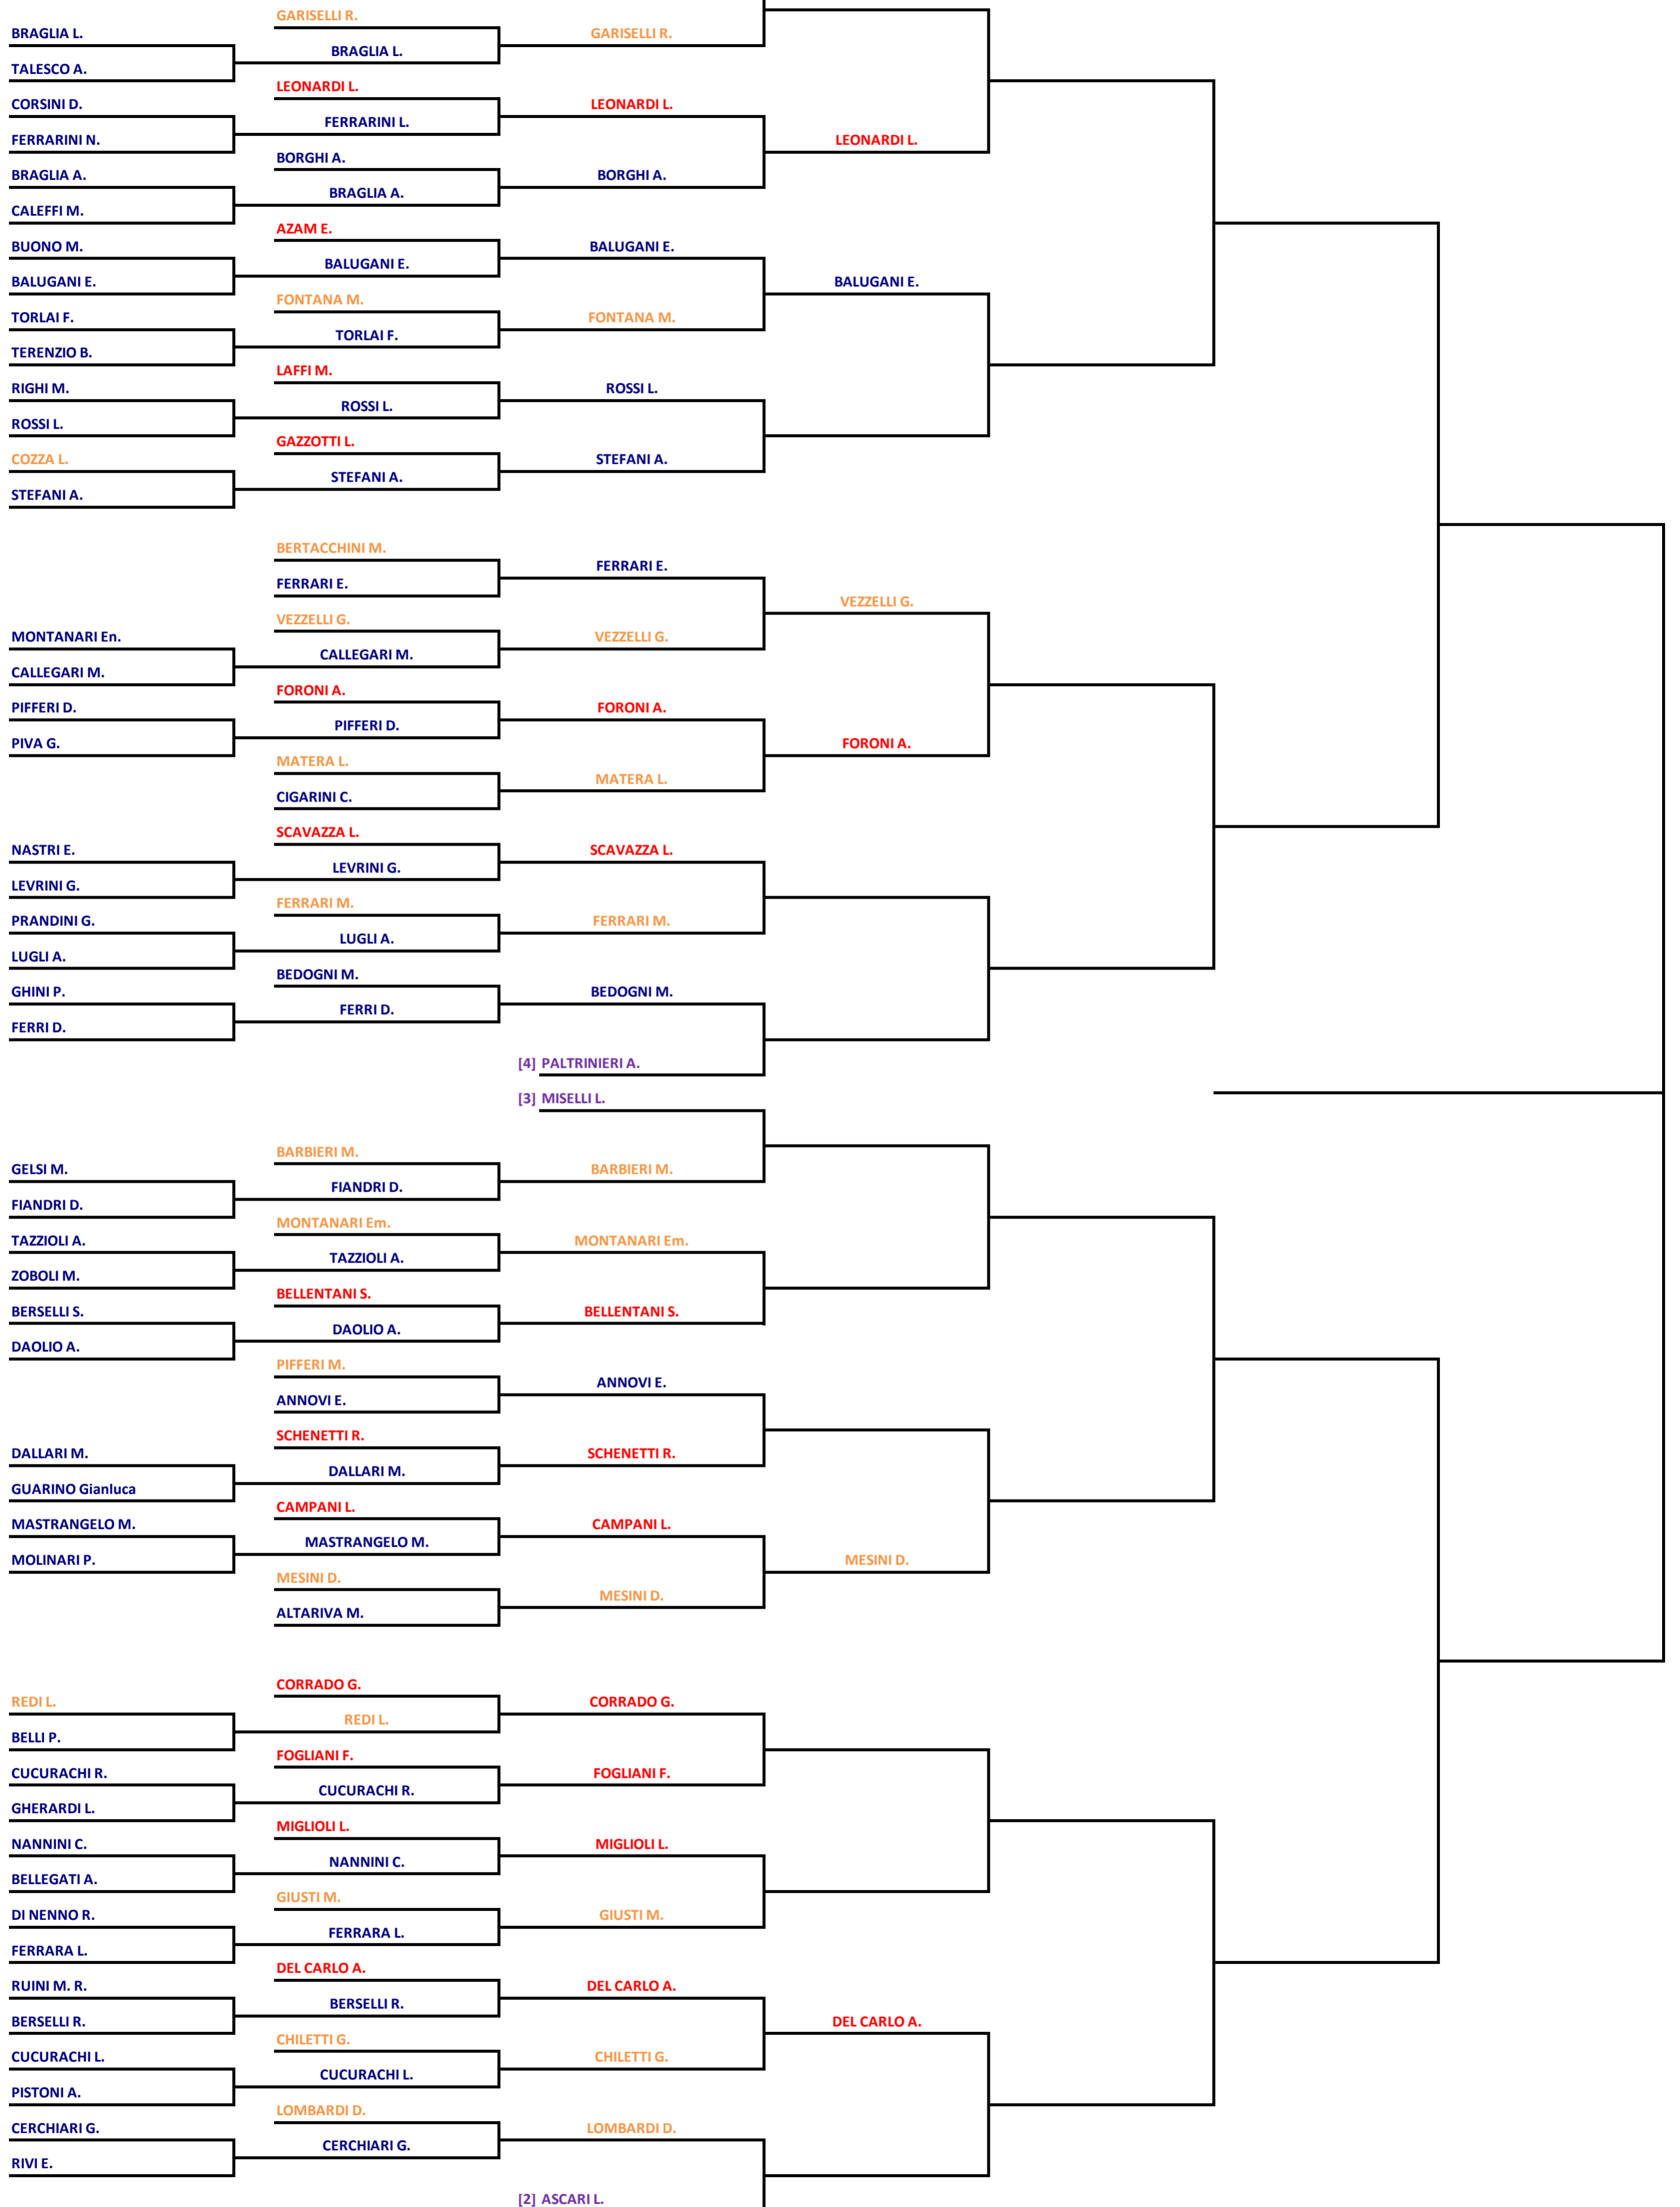 GARISELLI R.
BRAGLIA L.
GARISELLI R.
BRAGLIA L.
TALESCO A.
LEONARDI L.
CORSINI D.
LEONARDI L.
FERRARINI L.
FERRARINI N.
LEONARDI L.
BORGHI A.
BRAGLIA A.
BORGHI A.
BRAGLIA A.
CALEFFI M.
AZAM E.
BUONO M.
BALUGANI E.
BALUGANI E.
BALUGANI E.
BALUGANI E.
FONTANA M.
TORLAI F.
FONTANA M.
TORLAI F.
TERENZIO B.
LAFFI M.
RIGHI M.
ROSSI L.
ROSSI L.
ROSSI L.
GAZZOTTI L.
COZZA L.
STEFANI A.
STEFANI A.
STEFANI A.
BERTACCHINI M.
FERRARI E.
FERRARI E.
VEZZELLI G.
VEZZELLI G.
MONTANARI En.
VEZZELLI G.
CALLEGARI M.
CALLEGARI M.
FORONI A.
PIFFERI D.
FORONI A.
PIFFERI D.
PIVA G.
FORONI A.
MATERA L.
MATERA L.
CIGARINI C.
SCAVAZZA L.
NASTRI E.
SCAVAZZA L.
LEVRINI G.
LEVRINI G.
FERRARI M.
PRANDINI G.
FERRARI M.
LUGLI A.
LUGLI A.
BEDOGNI M.
GHINI P.
BEDOGNI M.
FERRI D.
FERRI D.
[4] PALTRINIERI A.
[3] MISELLI L.
BARBIERI M.
GELSI M.
BARBIERI M.
FIANDRI D.
FIANDRI D.
MONTANARI Em.
TAZZIOLI A.
MONTANARI Em.
TAZZIOLI A.
ZOBOLI M.
BELLENTANI S.
BERSELLI S.
BELLENTANI S.
DAOLIO A.
DAOLIO A.
PIFFERI M.
ANNOVI E.
ANNOVI E.
SCHENETTI R.
DALLARI M.
SCHENETTI R.
DALLARI M.
GUARINO Gianluca
CAMPANI L.
MASTRANGELO M.
CAMPANI L.
MASTRANGELO M.
MOLINARI P.
MESINI D.
MESINI D.
MESINI D.
ALTARIVA M.
CORRADO G.
REDI L.
CORRADO G.
REDI L.
BELLI P.
FOGLIANI F.
CUCURACHI R.
FOGLIANI F.
CUCURACHI R.
GHERARDI L.
MIGLIOLI L.
NANNINI C.
MIGLIOLI L.
NANNINI C.
BELLEGATI A.
GIUSTI M.
DI NENNO R.
GIUSTI M.
FERRARA L.
FERRARA L.
DEL CARLO A.
RUINI M. R.
DEL CARLO A.
BERSELLI R.
BERSELLI R.
DEL CARLO A.
CHILETTI G.
CUCURACHI L.
CHILETTI G.
CUCURACHI L.
PISTONI A.
LOMBARDI D.
CERCHIARI G.
LOMBARDI D.
CERCHIARI G.
RIVI E.
[2] ASCARI L.